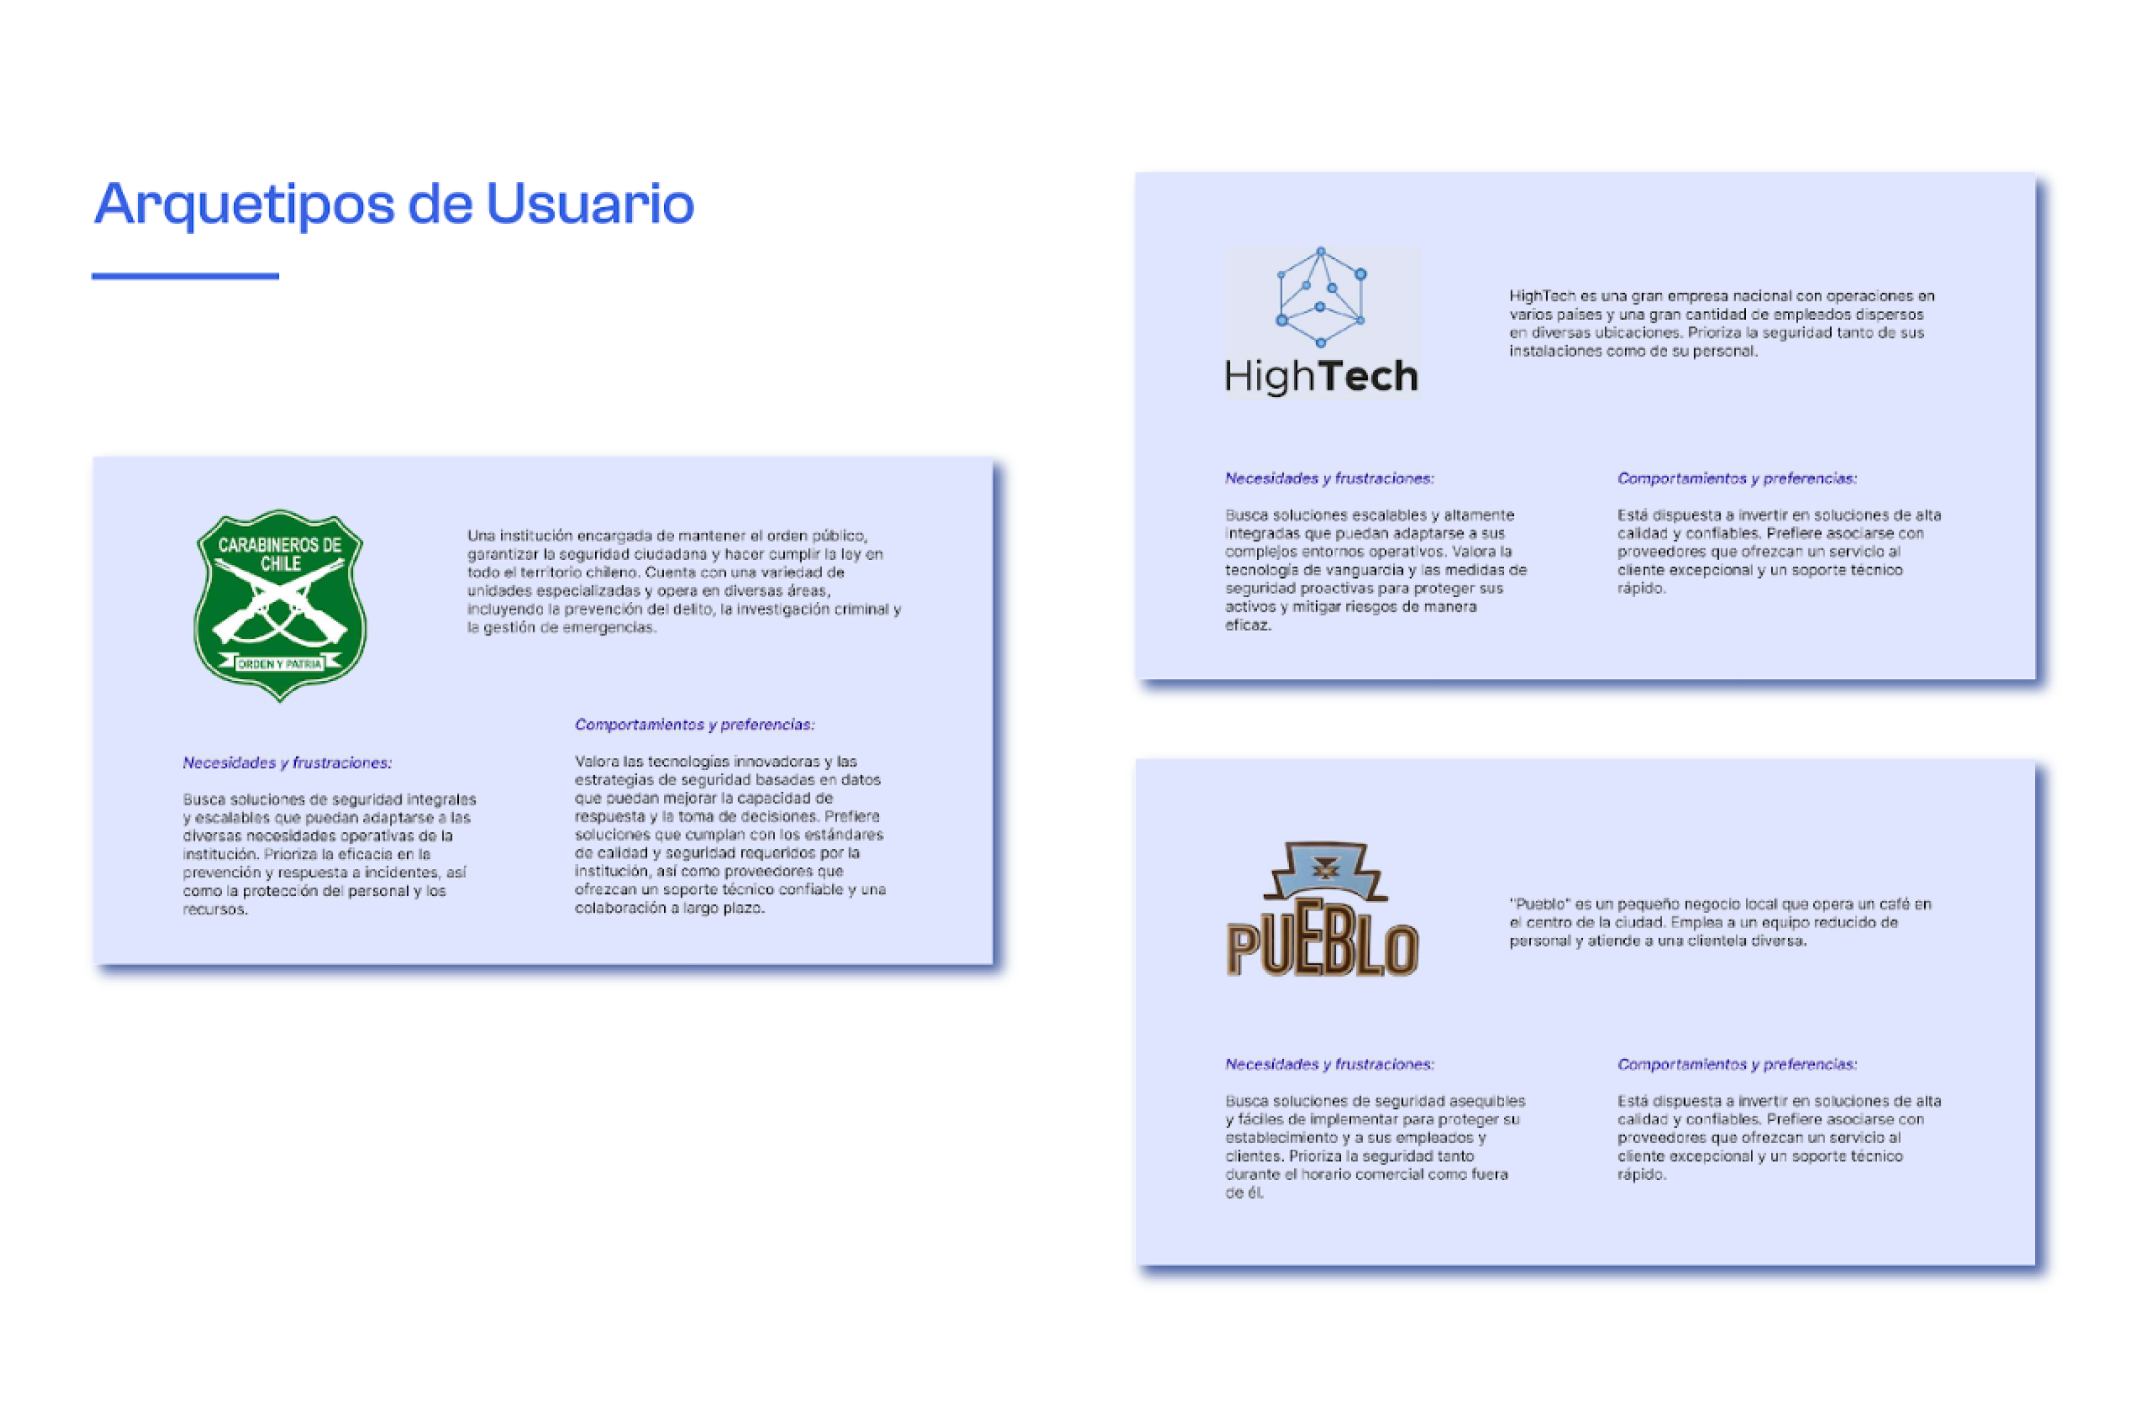 Arquetipos de Usuario
CARABINEROS DE
CHILE
ORDEN Y PATRIA
Una institución encargada de mantener el orden público,
garantizar la seguridad ciudadana y hacer cumplir la ley en
todo el territorio chileno. Cuenta con una variedad de
unidades especializadas y opera en diversas áreas,
incluyendo la prevención del delito, la investigación criminal y
la gestión de emergencias.
Necesidades y frustraciones:
Busca soluciones de seguridad integrales
y escalables que puedan adaptarse a las
diversas necesidades operativas de la
institución. Prioriza la eficacia en la
prevención y respuesta a incidentes, así
como la protección del personal y los
recursos.
Comportamientos y preferencias:
Valora las tecnologías innovadoras y las
estrategias de seguridad basadas en datos
que puedan mejorar la capacidad de
respuesta y la toma de decisiones. Prefiere
soluciones que cumplan con los estándares
de calidad y seguridad requeridos por la
institución, así como proveedores que
ofrezcan un soporte técnico confiable y una
colaboración a largo plazo.
HighTech
HighTech es una gran empresa nacional con operaciones en
varios países y una gran cantidad de empleados dispersos
en diversas ubicaciones. Prioriza la seguridad tanto de sus
instalaciones como de su personal.
Necesidades y frustraciones:
Busca soluciones escalables y altamente
integradas que puedan adaptarse a sus
complejos entornos operativos. Valora la
tecnología de vanguardia y las medidas de
seguridad proactivas para proteger sus
activos y mitigar riesgos de manera
eficaz.
Comportamientos y preferencias:
Está dispuesta a invertir en soluciones de alta
calidad y confiables. Prefiere asociarse con
proveedores que ofrezcan un servicio al
cliente excepcional y un soporte técnico
rápido.
PUEBLO
"Pueblo" es un pequeño negocio local que opera un café en
el centro de la ciudad. Emplea a un equipo reducido de
personal y atiende a una clientela diversa.
Necesidades y frustraciones:
Busca soluciones de seguridad asequibles
y fáciles de implementar para proteger su
establecimiento y a sus empleados y
clientes. Prioriza la seguridad tanto
durante el horario comercial como fuera
de él.
Comportamientos y preferencias:
Está dispuesta a invertir en soluciones de alta
calidad y confiables. Prefiere asociarse con
proveedores que ofrezcan un servicio al
cliente excepcional y un soporte técnico
rápido.